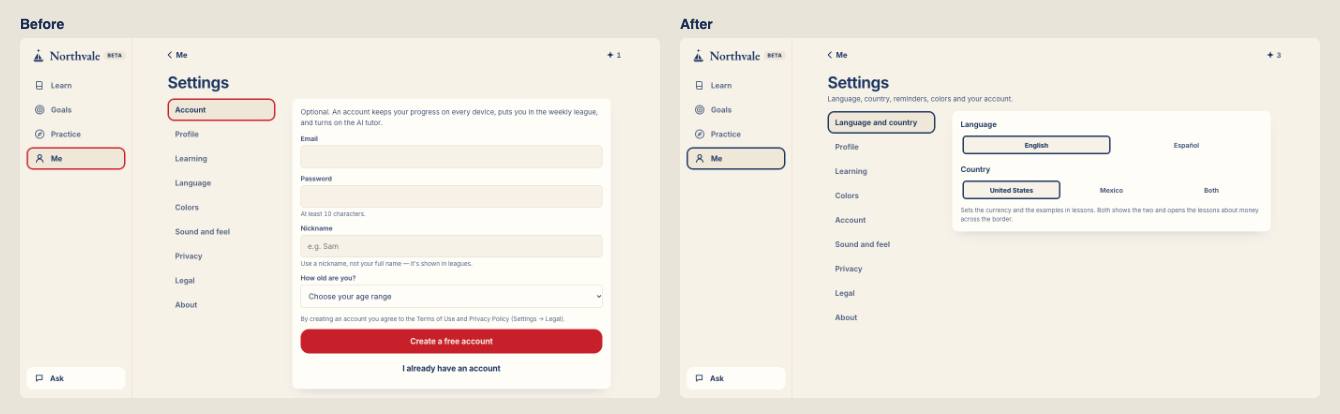 Before
Northvale BETA
Learn
Goals
Practice
Me
Ask
Me
1
Settings
Account
Profile
Learning
Language
Colors
Sound and feel
Privacy
Legal
About
Optional. An account keeps your progress on every device, puts you in the weekly league,
and turns on the AI tutor.
Email
Password
At least 10 characters.
Nickname
e.g. Sam
Use a nickname, not your full name — it's shown in leagues.
How old are you?
Choose your age range
By creating an account you agree to the Terms of Use and Privacy Policy (Settings → Legal).
Create a free account
I already have an account
After
Northvale BETA
Learn
Goals
Practice
Me
Ask
Me
3
Settings
Language, country, reminders, colors and your account.
Language and country
Profile
Learning
Colors
Account
Sound and feel
Privacy
Legal
About
Language
English Español
Country
United States Mexico Both
Sets the currency and the examples in lessons. Both shows the two and opens the lessons about money
across the border.